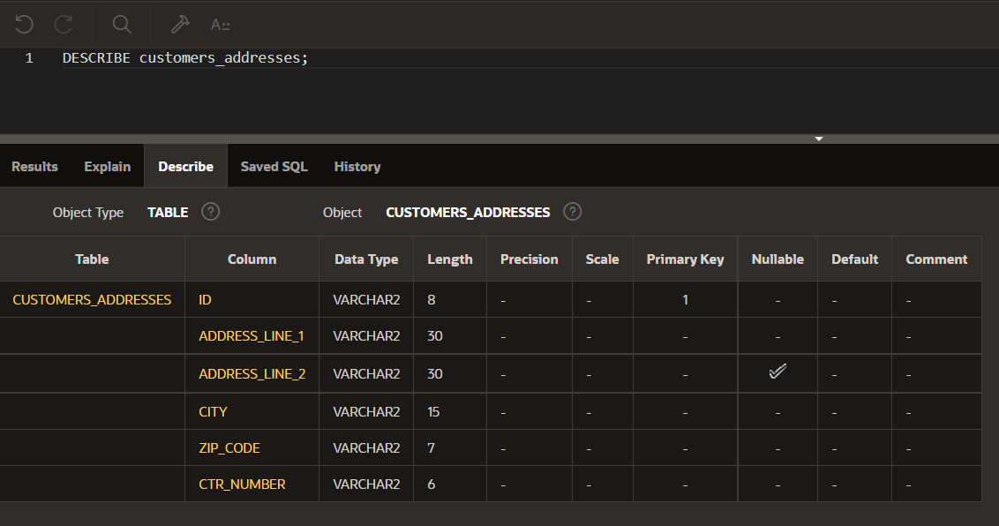 A::
1 DESCRIBE customers_addresses;
Results Explain Describe Saved SQL History
Object Type TABLE ? Object CUSTOMERS_ADDRESSES ?
Table Column Data Type Length Precision Scale Primary Key Nullable Default Comment
CUSTOMERS_ADDRESSES ID VARCHAR2 8 - - 1 - - -
ADDRESS_LINE_1 VARCHAR2 30 - - - - - -
ADDRESS_LINE_2 VARCHAR2 30 - - - ✓ - -
CITY VARCHAR2 15 - - - - - -
ZIP_CODE VARCHAR2 7 - - - - - -
CTR_NUMBER VARCHAR2 6 - - - - - -